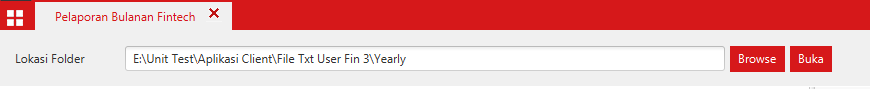 Pelaporan Bulanan Fintech
Lokasi Folder E:\Unit Test\Aplikasi Client\File Txt User Fin 3\Yearly Browse Buka